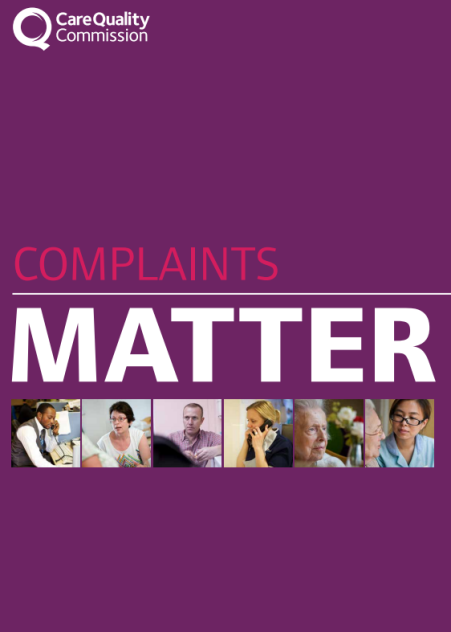 CareQuality
Commission
COMPLAINTS
MATTER